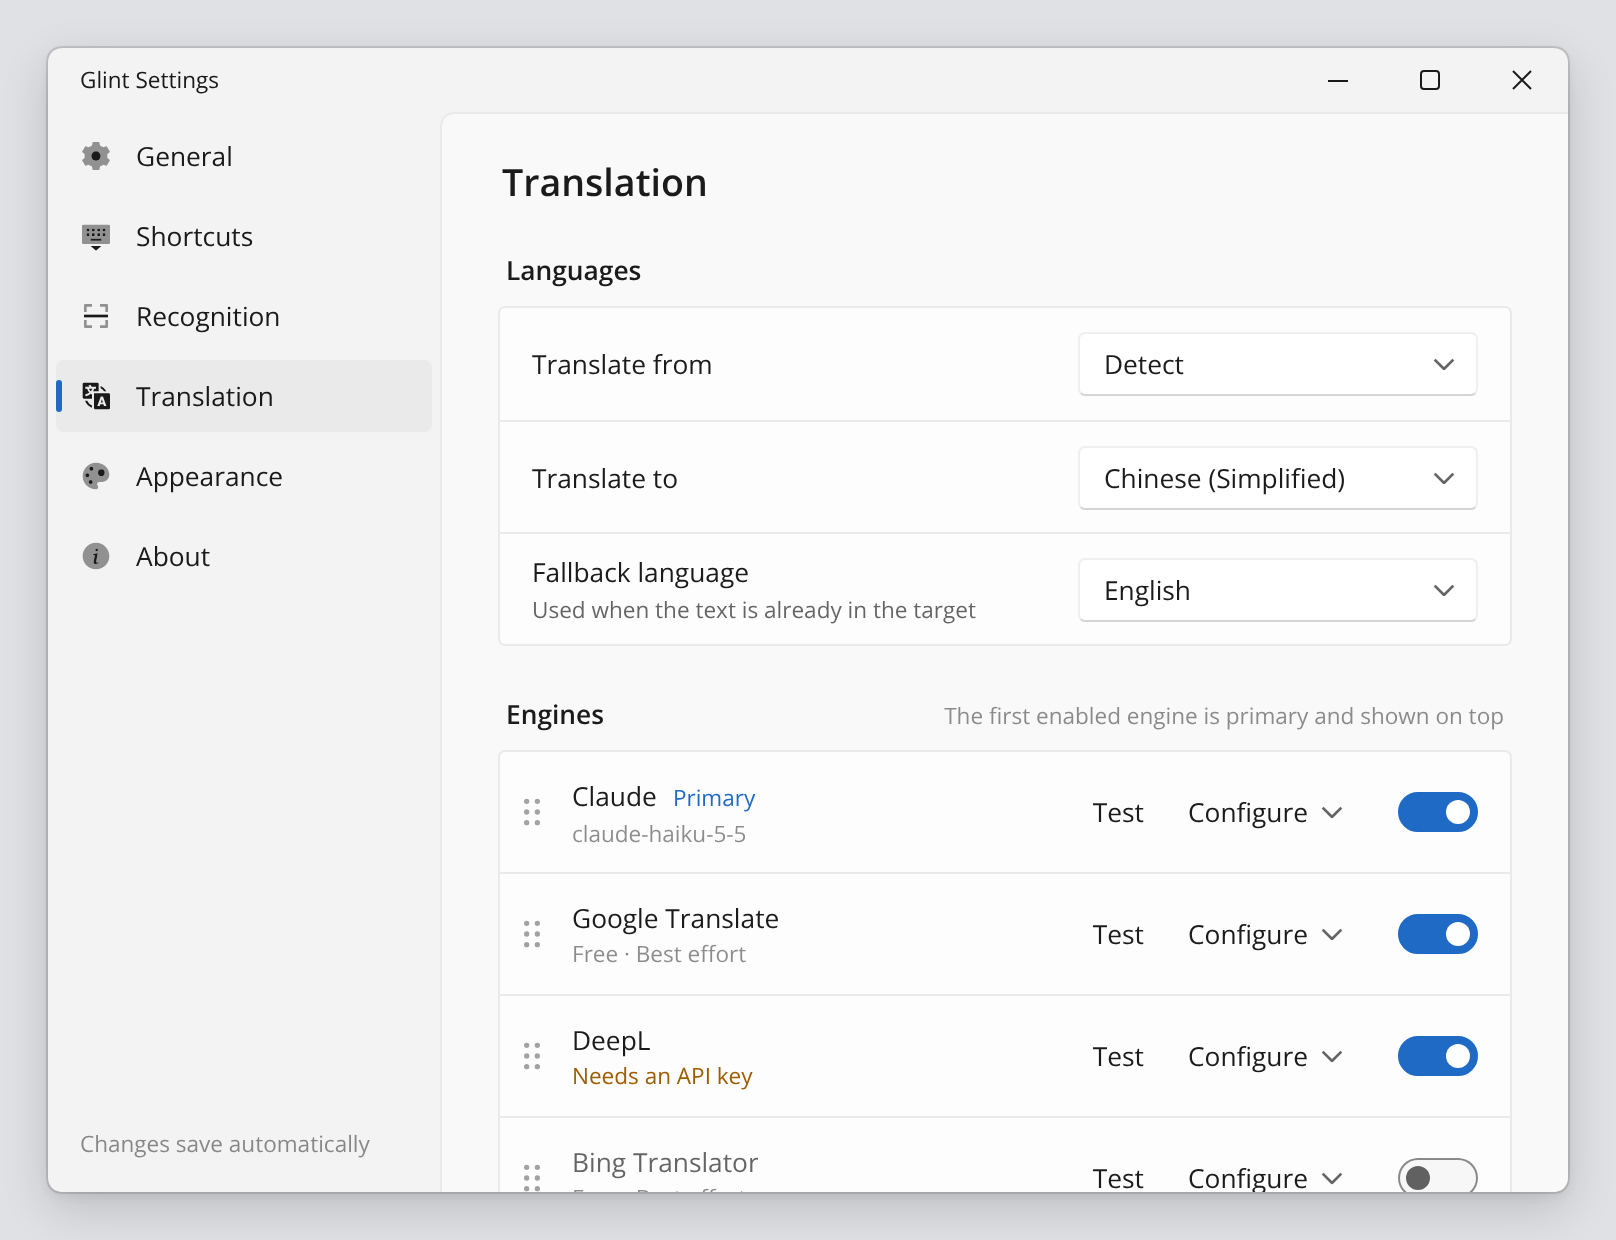 Glint Settings
General
Shortcuts
Recognition
Translation
Appearance
About
Changes save automatically
Translation
Languages
Translate from
Detect
Translate to
Chinese (Simplified)
Fallback language
Used when the text is already in the target
English
Engines
The first enabled engine is primary and shown on top
Claude Primary
claude-haiku-5-5
Test Configure
Google Translate
Free · Best effort
Test Configure
DeepL
Needs an API key
Test Configure
Bing Translator
Test Configure